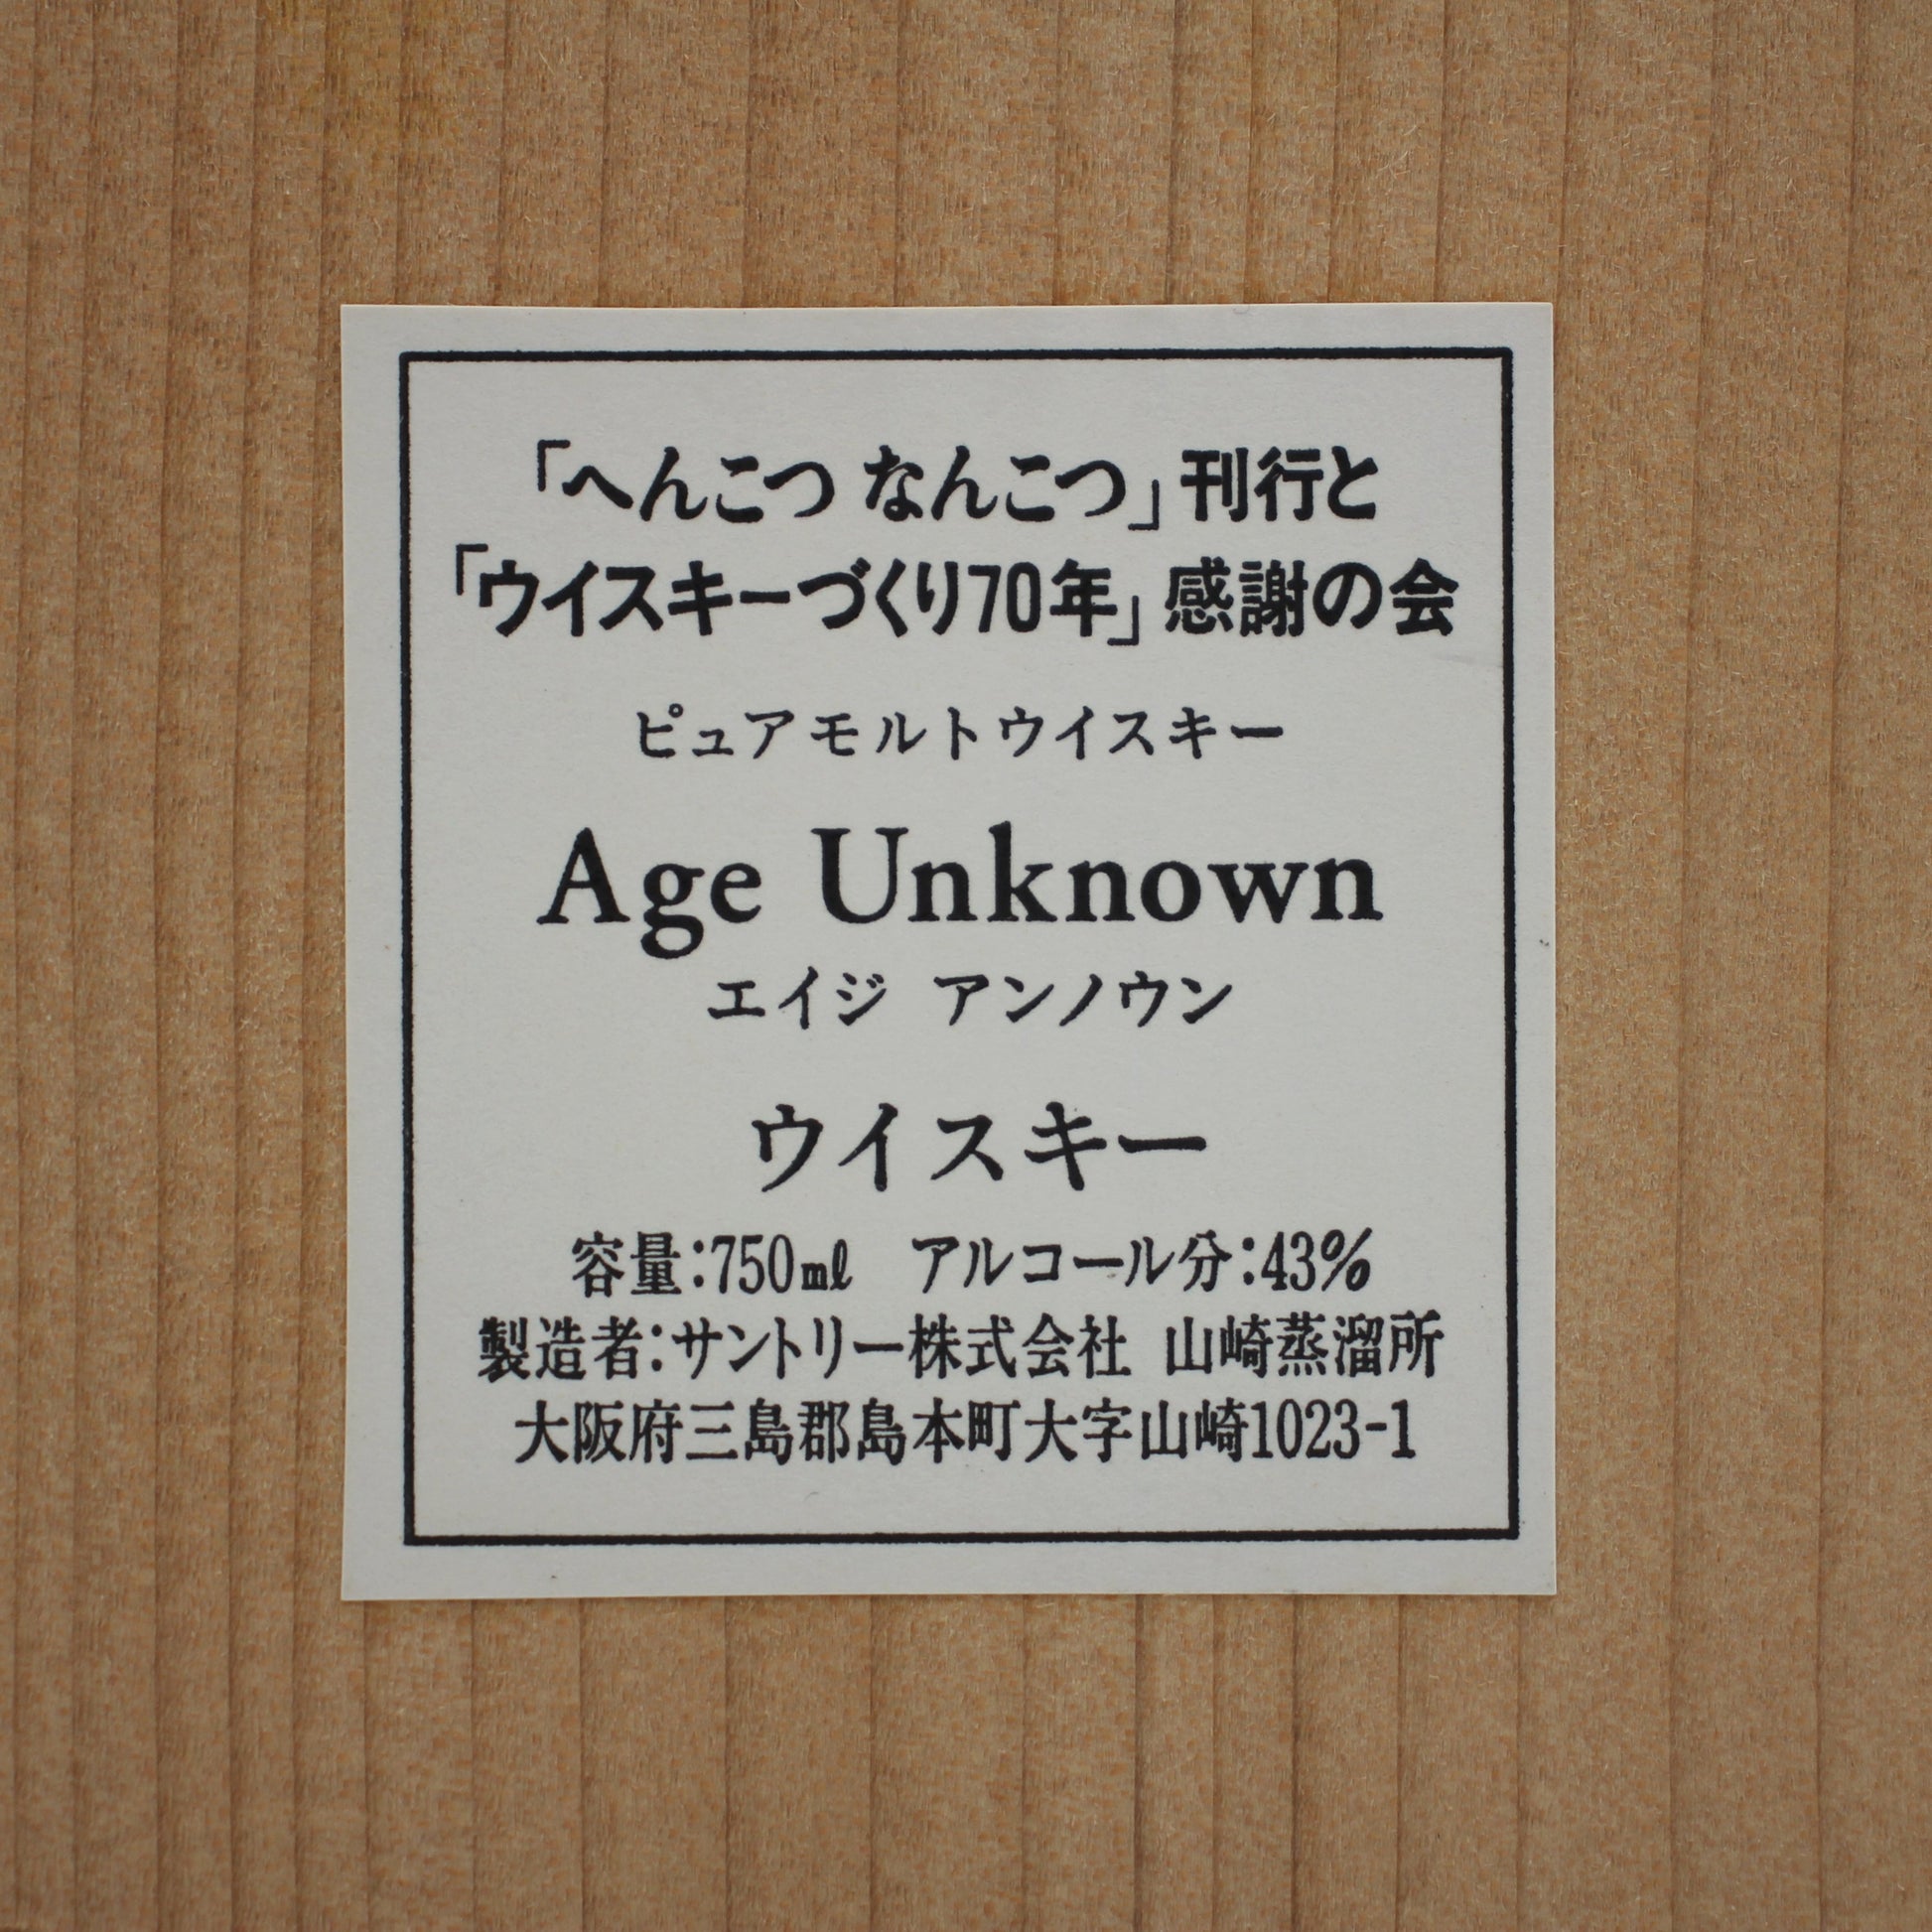 「へんこつ なんこつ」刊行と
「ウイスキーづくり70年」感謝の会
ピュアモルトウイスキー
Age Unknown
エイジ アンノウン
ウイスキー
容量:750mℓ アルコール分:43%
製造者:サントリー株式会社 山崎蒸溜所
大阪府三島郡島本町大字山崎1023-1